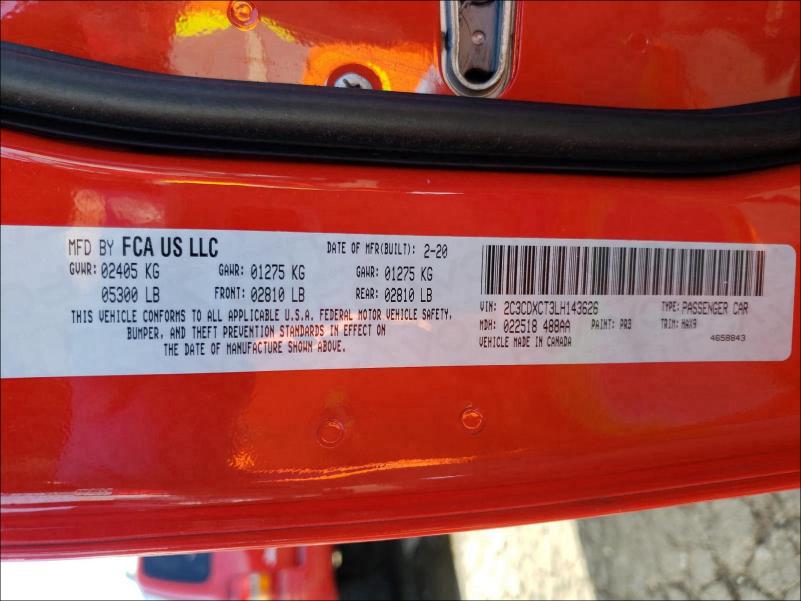 MFD BY FCA US LLC DATE OF MFR(BUILT): 2-20
GVWR: 02405 KG GAWR: 01275 KG GAWR: 01275 KG
05300 LB FRONT: 02810 LB REAR: 02810 LB
THIS VEHICLE CONFORMS TO ALL APPLICABLE U.S.A. FEDERAL MOTOR VEHICLE SAFETY,
BUMPER, AND THEFT PREVENTION STANDARDS IN EFFECT ON
THE DATE OF MANUFACTURE SHOWN ABOVE.
VIN: 2C3CDXCT3LH143626 TYPE: PASSENGER CAR
MDH: 022518 488AA PAINT: PR3 TRIM: HAX9
VEHICLE MADE IN CANADA 4658843